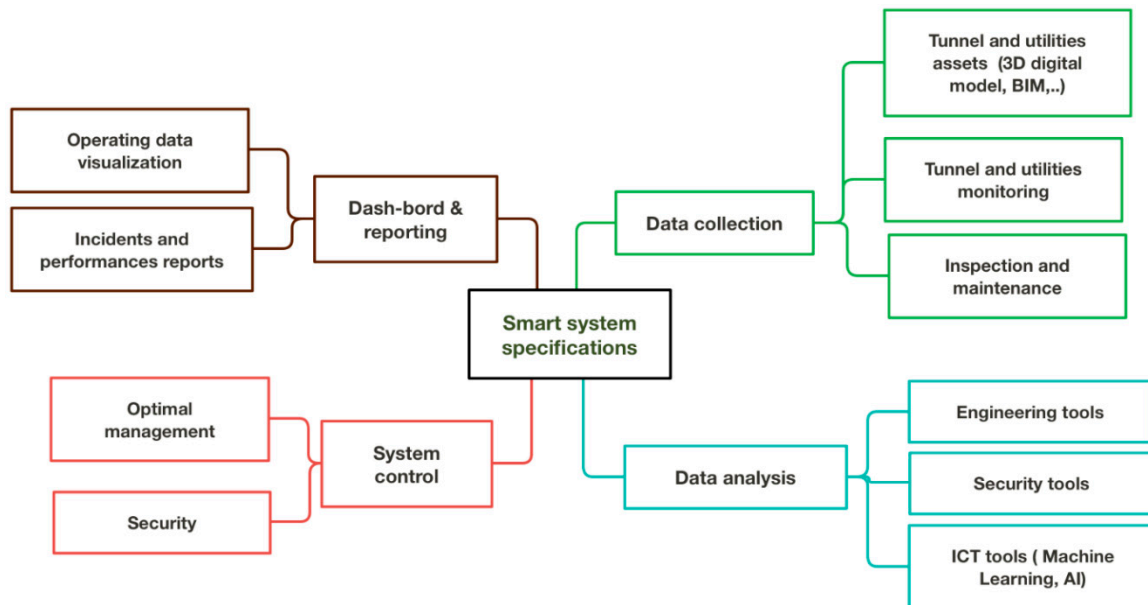 Tunnel and utilities
assets (3D digital
model, BIM,..)
Operating data
visualization
Tunnel and utilities
monitoring
Dash-bord &
reporting
Data collection
Incidents and
performances reports
Inspection and
maintenance
Smart system
specifications
Optimal
management
Engineering tools
System
control
Data analysis
Security tools
Security
ICT tools ( Machine
Learning, AI)